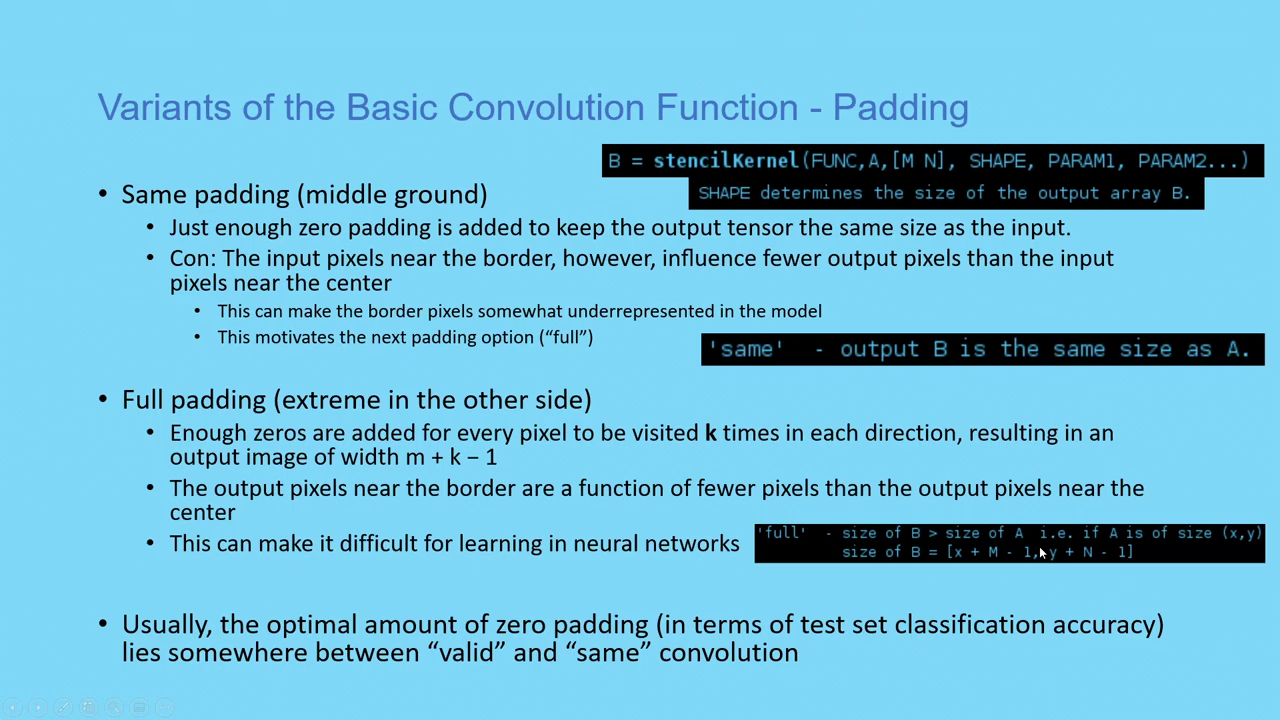 Variants of the Basic Convolution Function - Padding
B = stencilKernel(FUNC,A,[M N], SHAPE, PARAM1, PARAM2...)
SHAPE determines the size of the output array B.
• Same padding (middle ground)
• Just enough zero padding is added to keep the output tensor the same size as the input.
• Con: The input pixels near the border, however, influence fewer output pixels than the input
pixels near the center
• This can make the border pixels somewhat underrepresented in the model
• This motivates the next padding option (“full”)
'same' - output B is the same size as A.
• Full padding (extreme in the other side)
• Enough zeros are added for every pixel to be visited k times in each direction, resulting in an
output image of width m + k − 1
• The output pixels near the border are a function of fewer pixels than the output pixels near the
center
• This can make it difficult for learning in neural networks
'full' - size of B > size of A i.e. if A is of size (x,y)
size of B = [x + M - 1, y + N - 1]
• Usually, the optimal amount of zero padding (in terms of test set classification accuracy)
lies somewhere between “valid” and “same” convolution